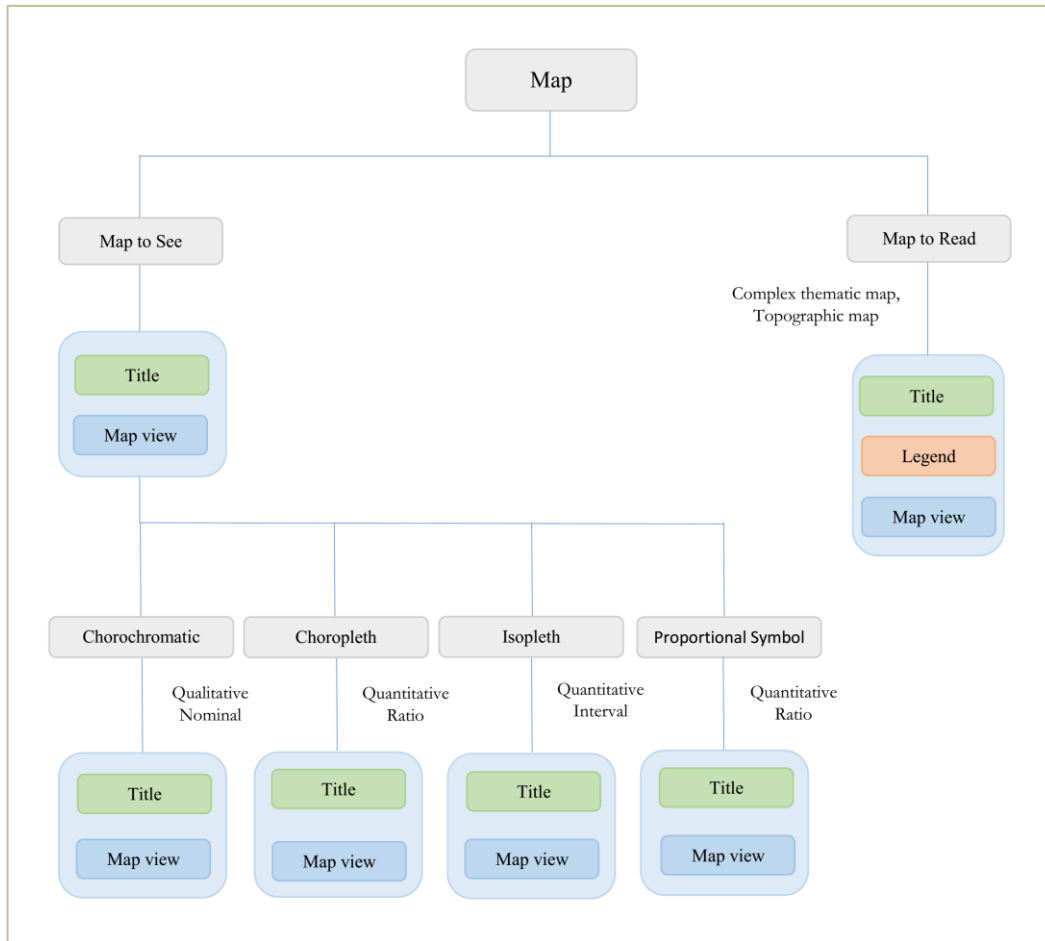 Map
Map to See
Map to Read
Complex thematic map,
Topographic map
Title
Map view
Title
Legend
Map view
Chorochromatic
Choropleth
Isopleth
Proportional Symbol
Qualitative
Nominal
Quantitative
Ratio
Quantitative
Interval
Quantitative
Ratio
Title
Title
Title
Title
Map view
Map view
Map view
Map view